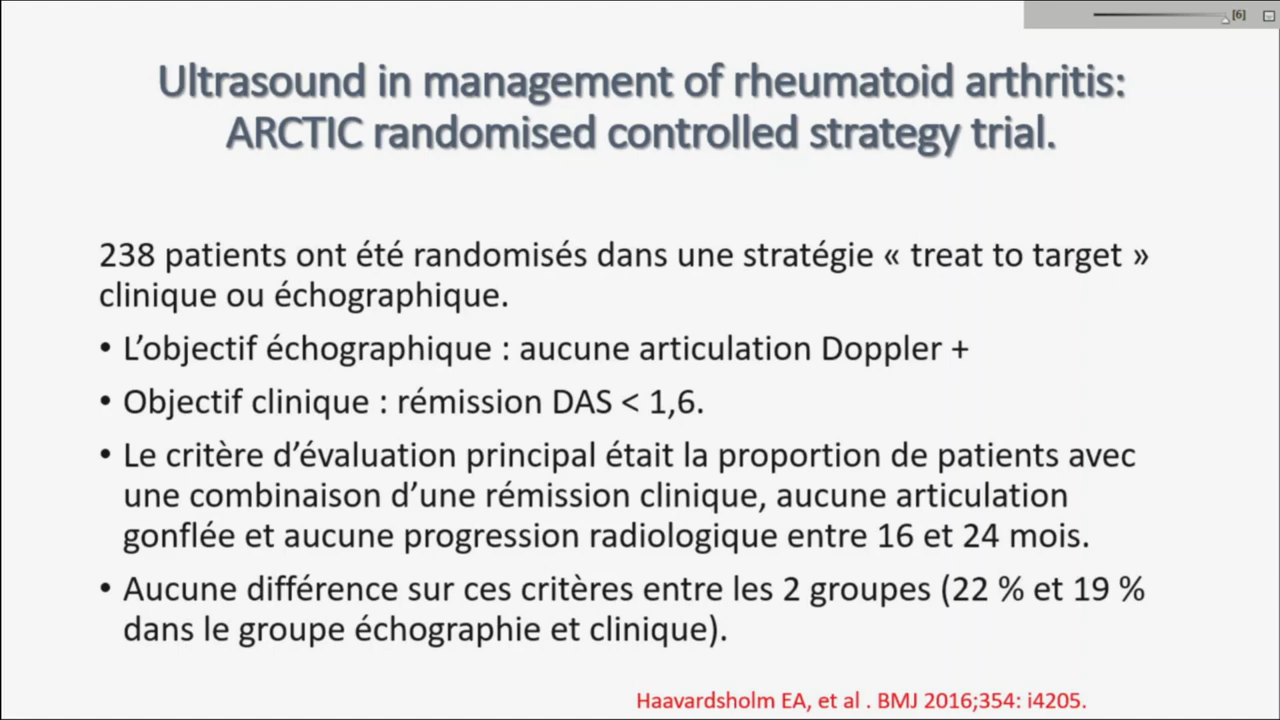 [6]
Ultrasound in management of rheumatoid arthritis:
ARCTIC randomised controlled strategy trial.
238 patients ont été randomisés dans une stratégie « treat to target »
clinique ou échographique.
• L’objectif échographique : aucune articulation Doppler +
• Objectif clinique : rémission DAS < 1,6.
• Le critère d’évaluation principal était la proportion de patients avec
une combinaison d’une rémission clinique, aucune articulation
gonflée et aucune progression radiologique entre 16 et 24 mois.
• Aucune différence sur ces critères entre les 2 groupes (22 % et 19 %
dans le groupe échographie et clinique).
Haavardsholm EA, et al . BMJ 2016;354: i4205.